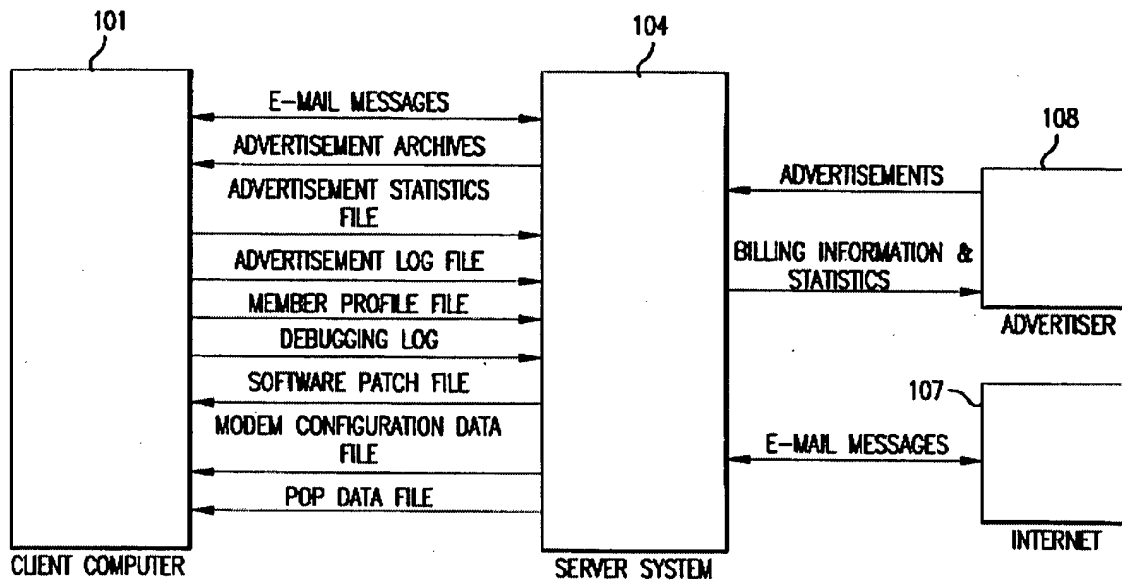 101
104
E-MAIL MESSAGES
ADVERTISEMENT ARCHIVES
ADVERTISEMENT STATISTICS
FILE
ADVERTISEMENT LOG FILE
MEMBER PROFILE FILE
DEBUGGING LOG
SOFTWARE PATCH FILE
MODEM CONFIGURATION DATA
FILE
POP DATA FILE
CLIENT COMPUTER
SERVER SYSTEM
108
ADVERTISEMENTS
BILLING INFORMATION &
STATISTICS
ADVERTISER
107
E-MAIL MESSAGES
INTERNET